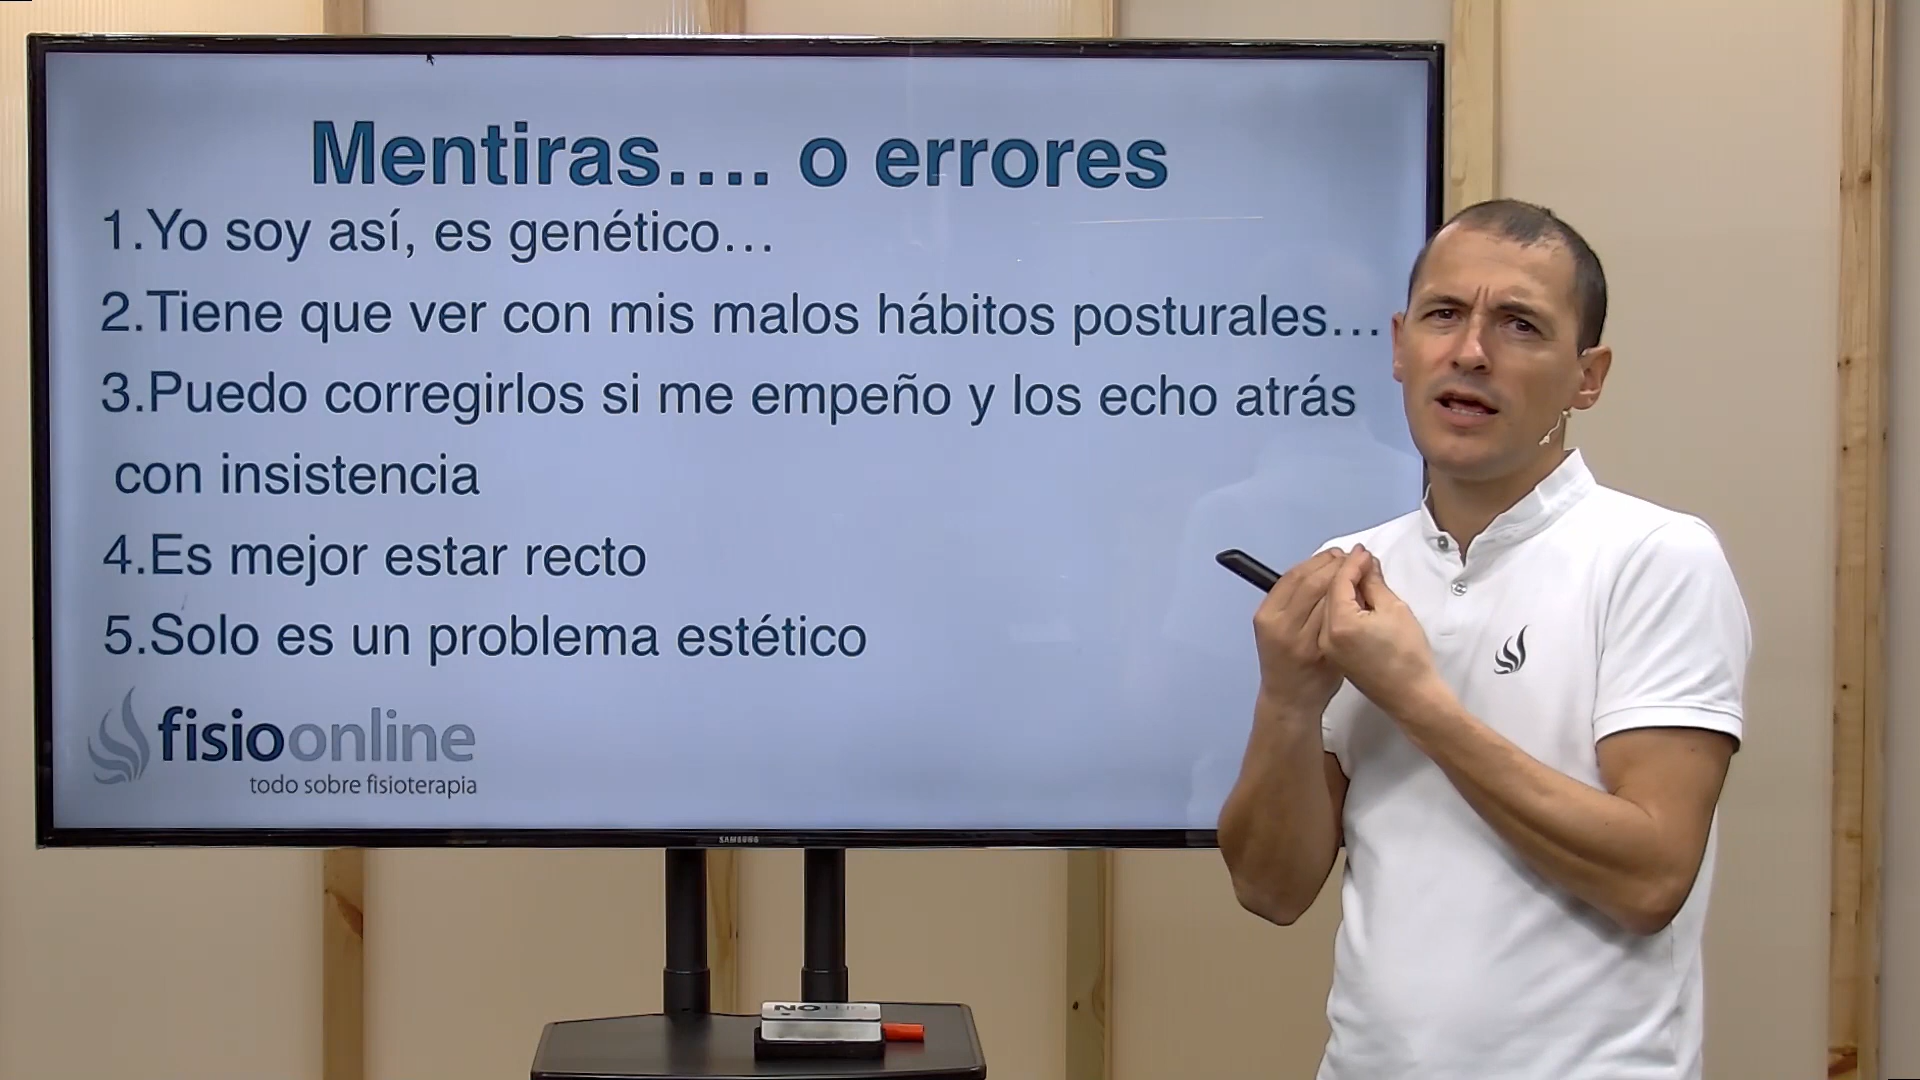 Mentiras.... o errores
1.Yo soy así, es genético...
2.Tiene que ver con mis malos hábitos posturales...
3.Puedo corregirlos si me empeño y los echo atrás
con insistencia
4.Es mejor estar recto
5.Solo es un problema estético
fisioonline
todo sobre fisioterapia
SAMSUNG